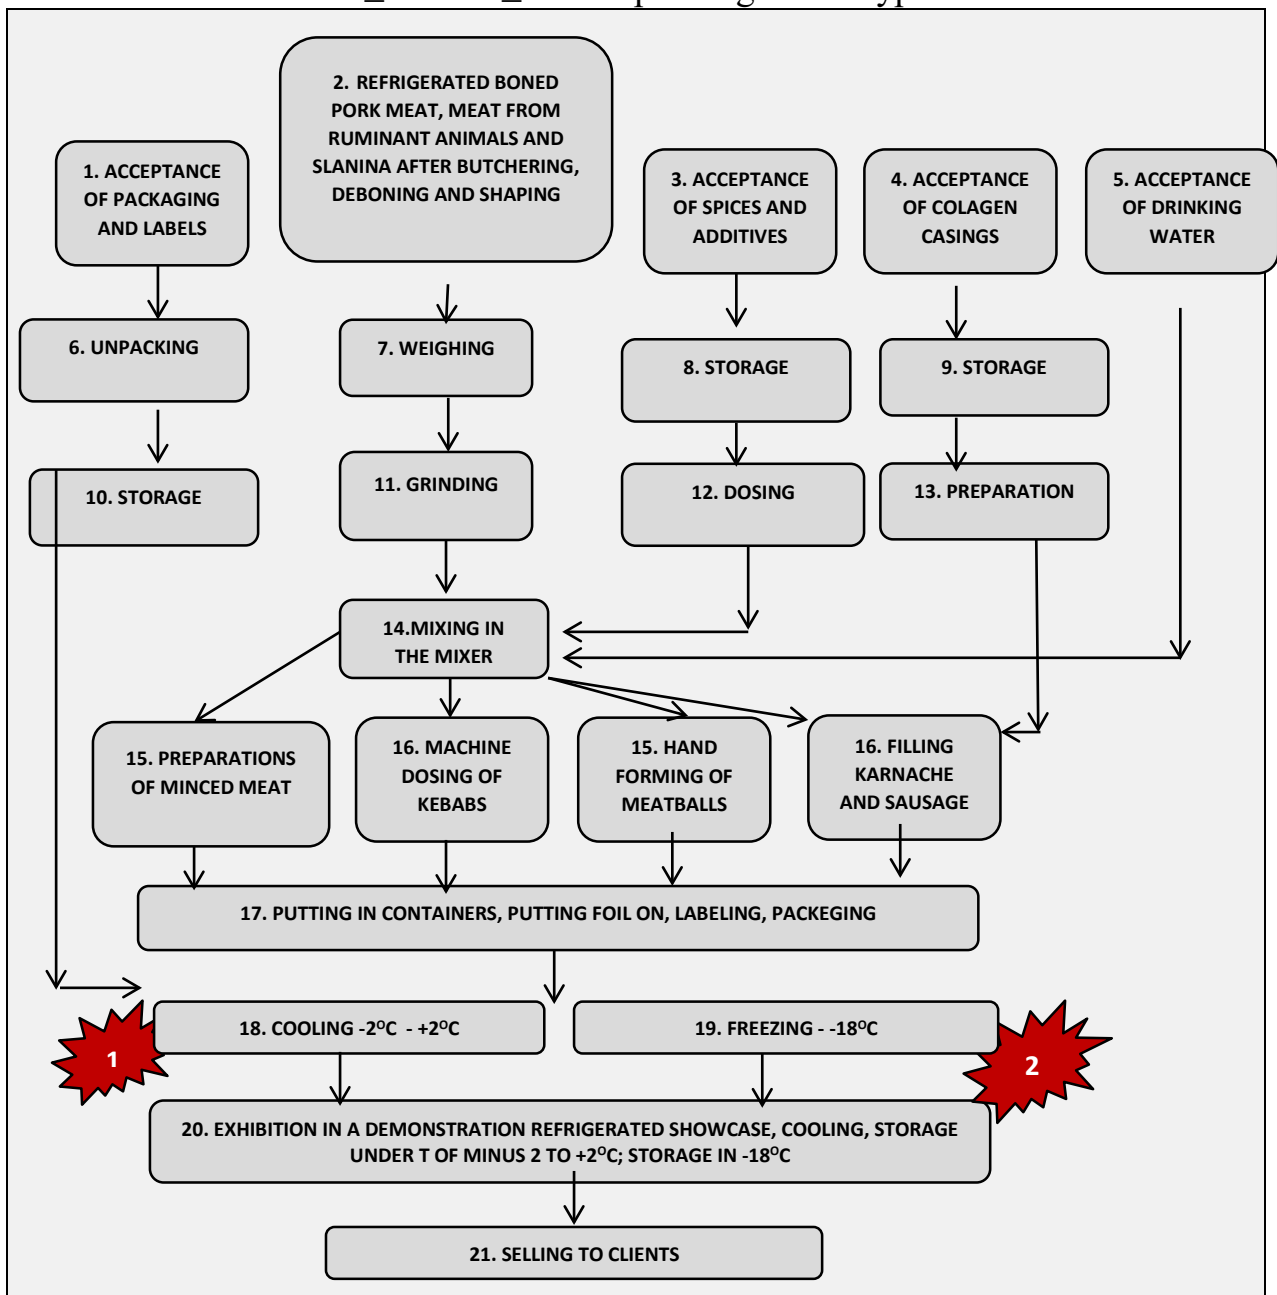 2. REFRIGERATED BONED
PORK MEAT, MEAT FROM
RUMINANT ANIMALS AND
SLANINA AFTER BUTCHERING,
DEBONING AND SHAPING
1. ACCEPTANCE
OF PACKAGING
AND LABELS
3. ACCEPTANCE
OF SPICES AND
ADDITIVES
4. ACCEPTANCE
OF COLAGEN
CASINGS
5. ACCEPTANCE
OF DRINKING
WATER
6. UNPACKING
7. WEIGHING
8. STORAGE
9. STORAGE
10. STORAGE
11. GRINDING
12. DOSING
13. PREPARATION
14.MIXING IN
THE MIXER
15. PREPARATIONS
OF MINCED MEAT
16. MACHINE
DOSING OF
KEBABS
15. HAND
FORMING OF
MEATBALLS
16. FILLING
KARNACHE
AND SAUSAGE
17. PUTTING IN CONTAINERS, PUTTING FOIL ON, LABELING, PACKEGING
18. COOLING -2ᴼC - +2ᴼC
19. FREEZING - -18ᴼC
1
2
20. EXHIBITION IN A DEMONSTRATION REFRIGERATED SHOWCASE, COOLING, STORAGE
UNDER T OF MINUS 2 TO +2ᴼC; STORAGE IN -18ᴼC
21. SELLING TO CLIENTS